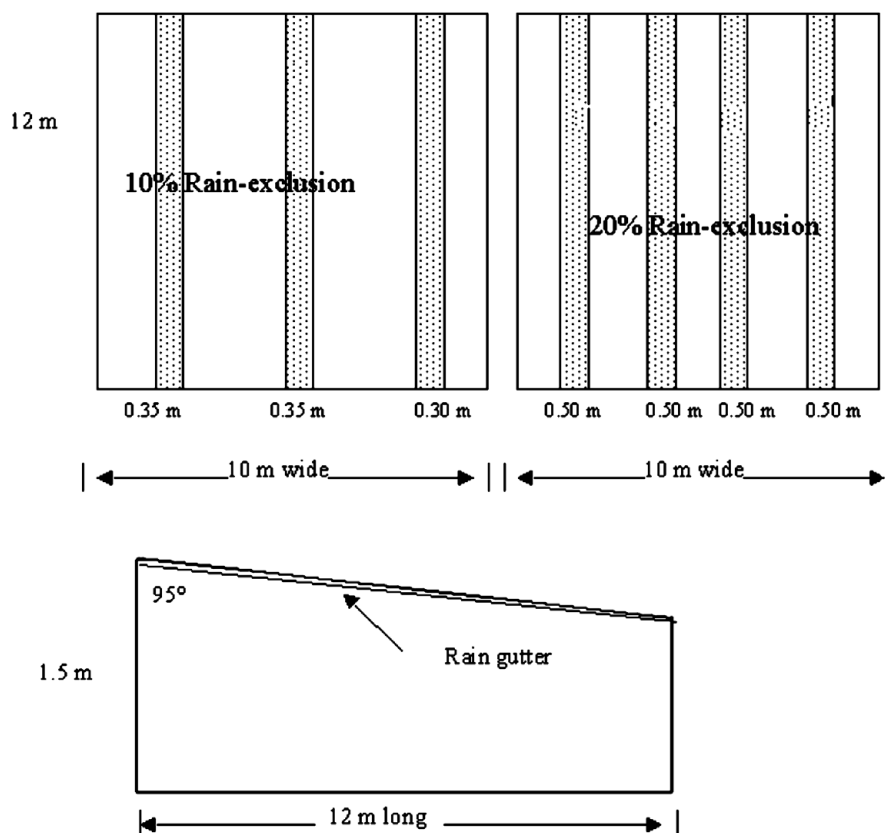 12 m
10% Rain-exclusion
20% Rain-exclusion
0.35 m 0.35 m 0.30 m 0.50 m 0.50 m 0.50 m 0.50 m
10 m wide 10 m wide
95°
Rain gutter
1.5 m
12 m long